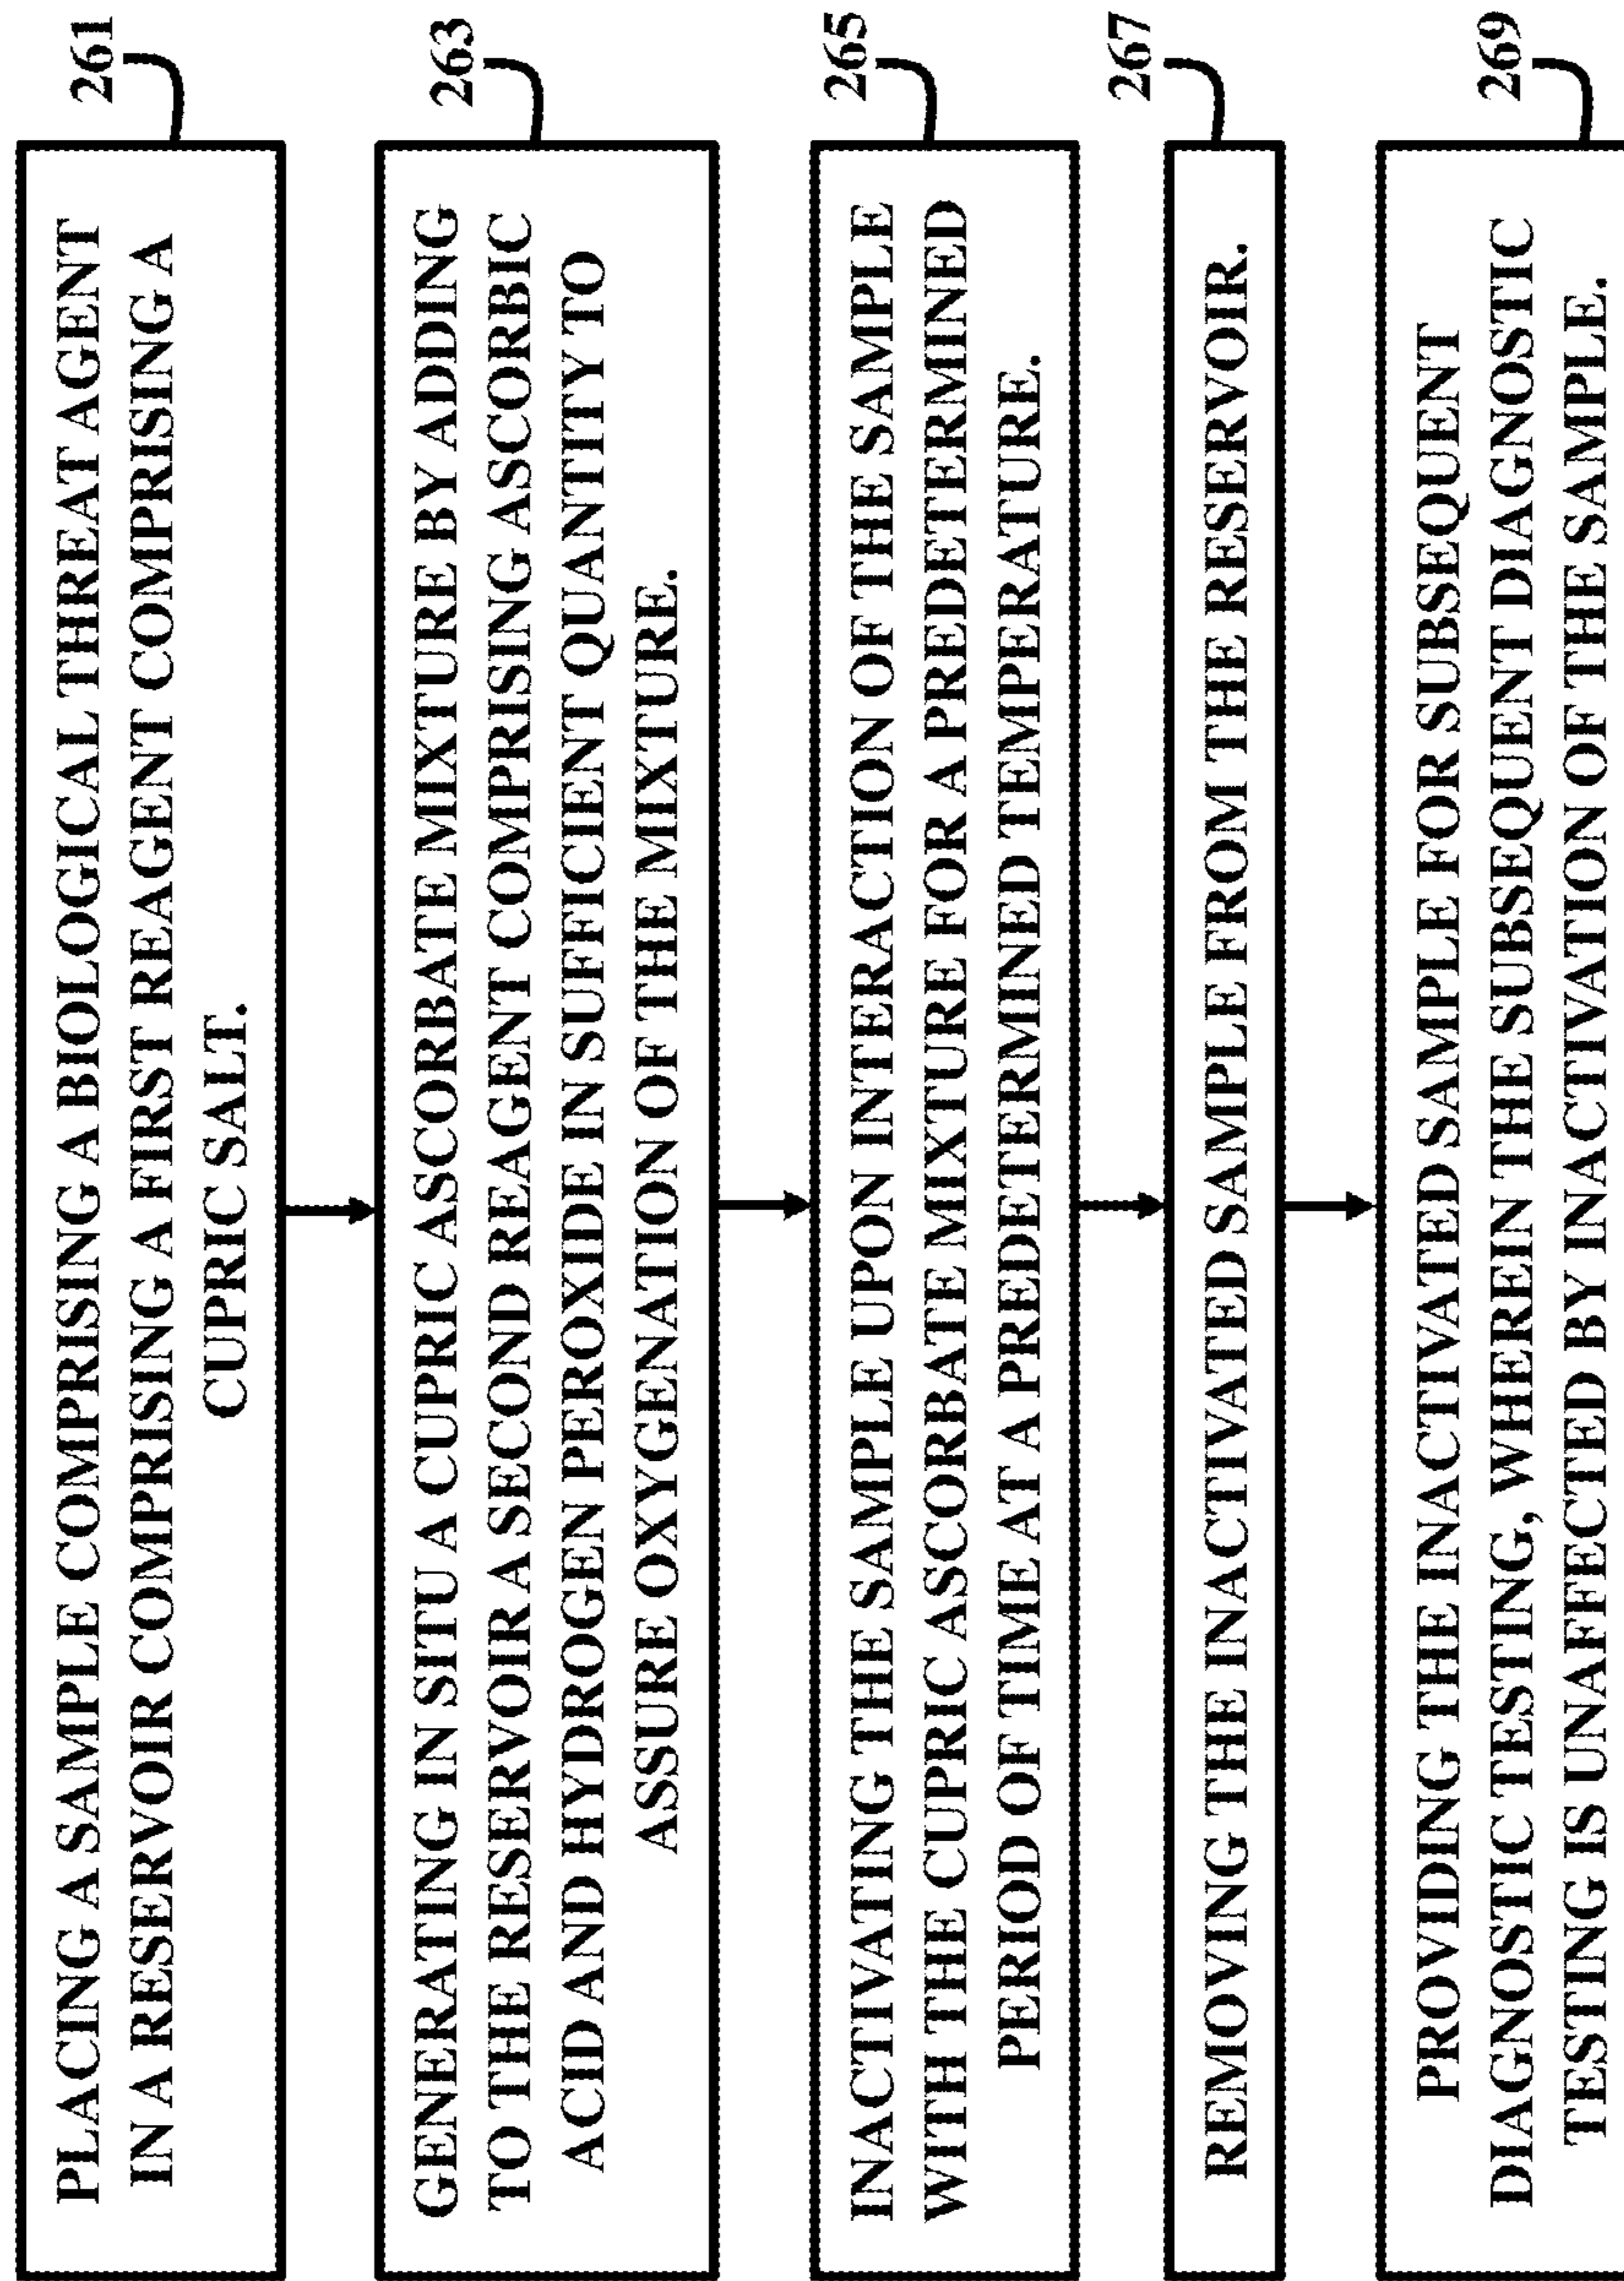 PLACING A SAMPLE COMPRISING A BIOLOGICAL THREAT AGENT
IN A RESERVOIR COMPRISING A FIRST REAGENT COMPRISING A
CUPRIC SALT.
261
GENERATING IN SITU A CUPRIC ASCORBATE MIXTURE BY ADDING
TO THE RESERVOIR A SECOND REAGENT COMPRISING ASCORBIC
ACID AND HYDROGEN PEROXIDE IN SUFFICIENT QUANTITY TO
ASSURE OXYGENATION OF THE MIXTURE.
263
INACTIVATING THE SAMPLE UPON INTERACTION OF THE SAMPLE
WITH THE CUPRIC ASCORBATE MIXTURE FOR A PREDETERMINED
PERIOD OF TIME AT A PREDETERMINED TEMPERATURE.
265
REMOVING THE INACTIVATED SAMPLE FROM THE RESERVOIR.
267
PROVIDING THE INACTIVATED SAMPLE FOR SUBSEQUENT
DIAGNOSTIC TESTING, WHEREIN THE SUBSEQUENT DIAGNOSTIC
TESTING IS UNAFFECTED BY INACTIVATION OF THE SAMPLE.
269